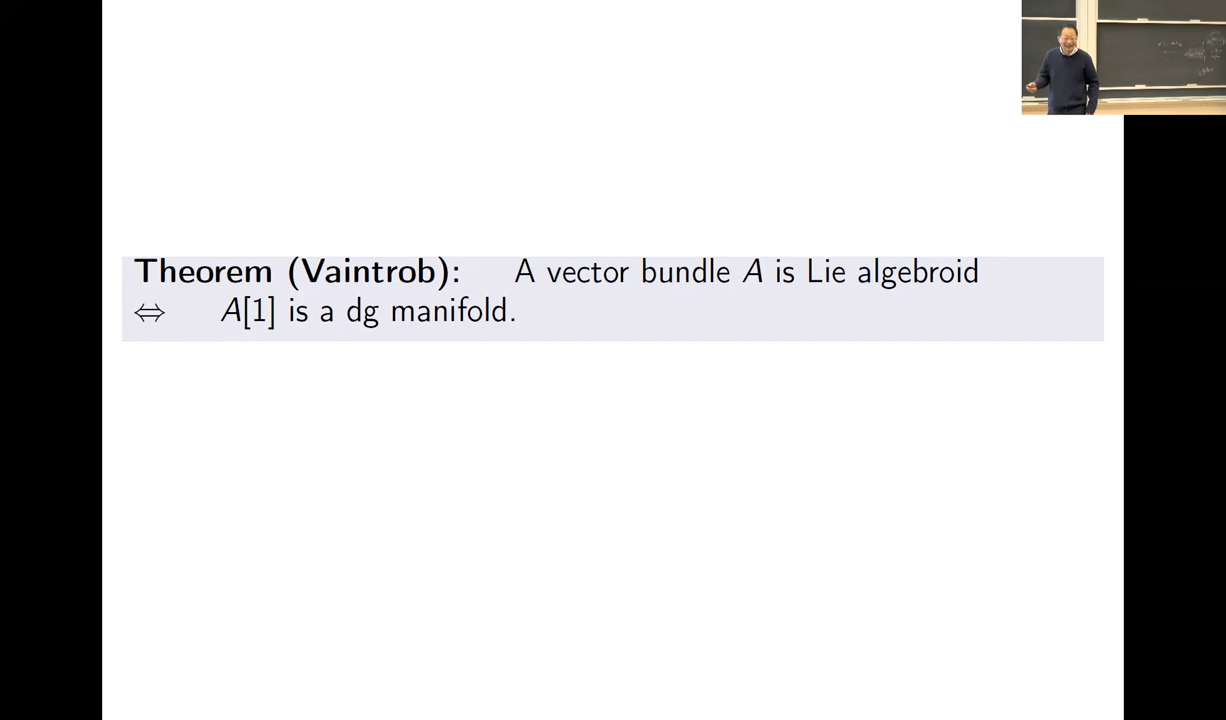 Theorem (Vaintrob): A vector bundle A is Lie algebroid
⇔ A[1] is a dg manifold.